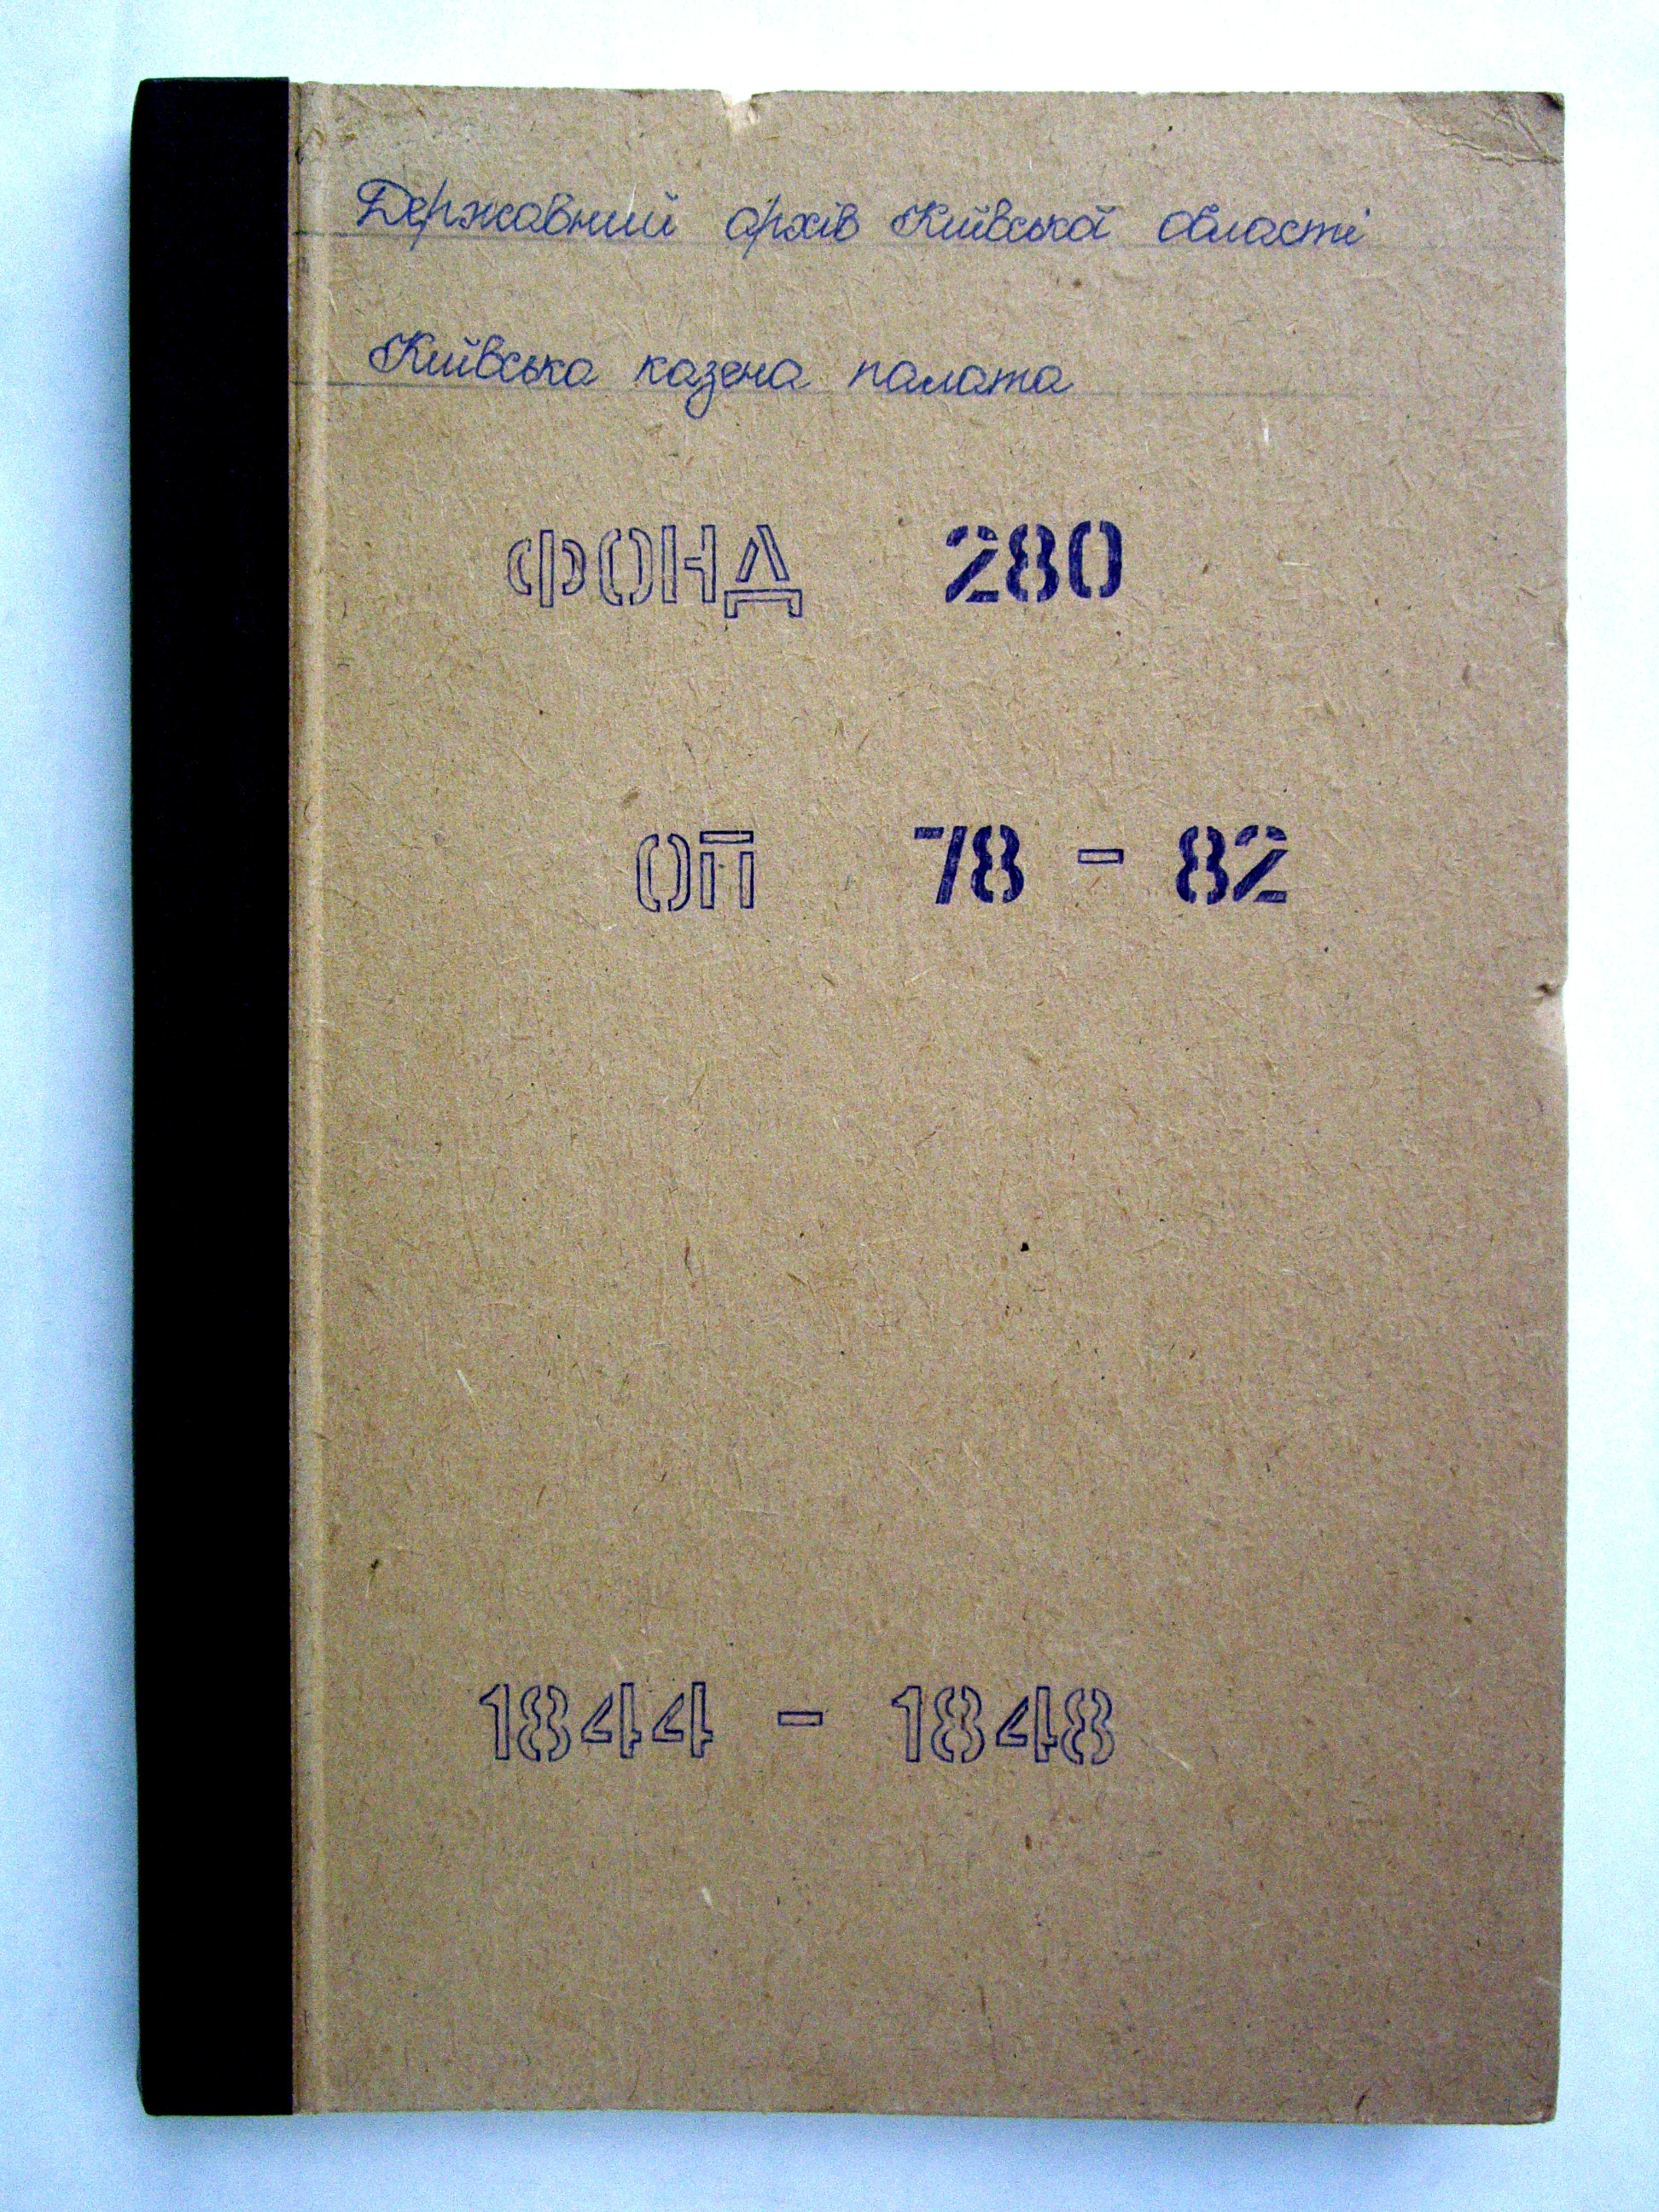 Державний архів Київської області
Київська казена палата
ФОНД 280
ОП 78 - 82
1844 - 1848